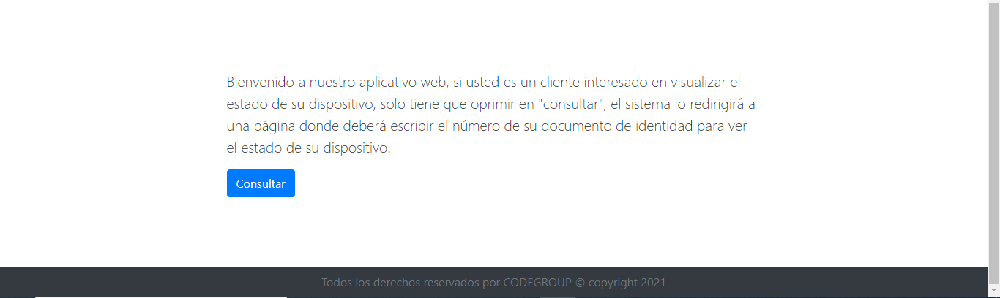 Bienvenido a nuestro aplicativo web, si usted es un cliente interesado en visualizar el
estado de su dispositivo, solo tiene que oprimir en "consultar", el sistema lo redirigirá a
una página donde deberá escribir el número de su documento de identidad para ver
el estado de su dispositivo.
Consultar
Todos los derechos reservados por CODEGROUP © copyright 2021